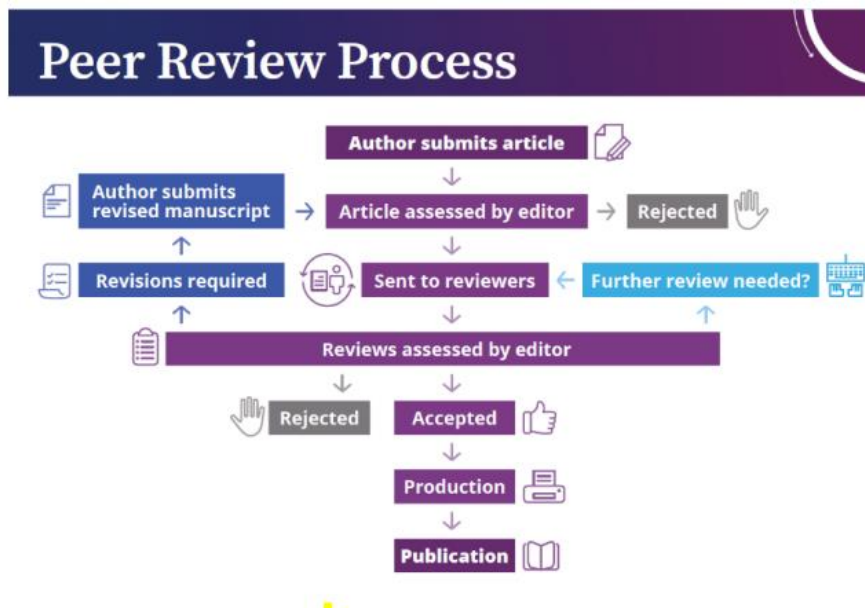 Peer Review Process
Author submits article
Author submits
revised manuscript
Article assessed by editor
Rejected
Revisions required
Sent to reviewers
Further review needed?
Reviews assessed by editor
Rejected
Accepted
Production
Publication